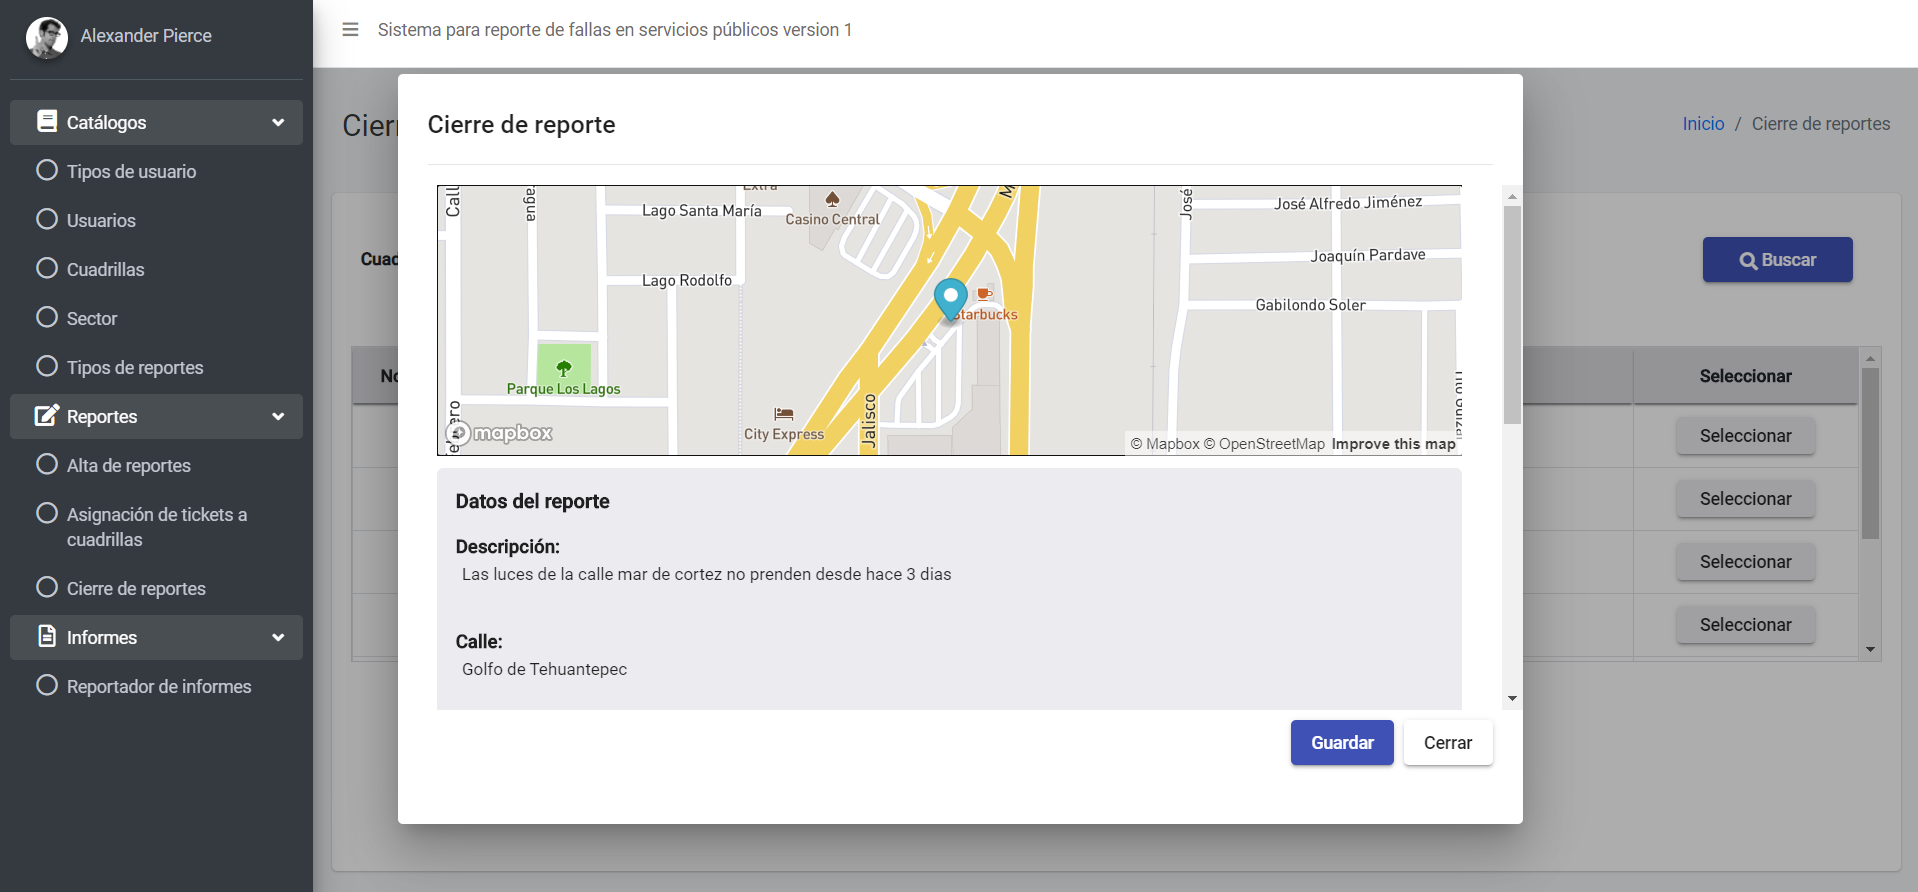 Alexander Pierce
Catálogos
Tipos de usuario
Usuarios
Cuadrillas
Sector
Tipos de reportes
Reportes
Alta de reportes
Asignación de tickets a
cuadrillas
Cierre de reportes
Informes
Reportador de informes
Sistema para reporte de fallas en servicios públicos version 1
Cier
Inicio / Cierre de reportes
Cuad
Buscar
No
Seleccionar
Seleccionar
Seleccionar
Seleccionar
Seleccionar
Cierre de reporte
Call
agua
Extra
Lago Santa María
Casino Central
M
José
José Alfredo Jiménez
Joaquín Pardave
Lago Rodolfo
Gabilondo Soler
Starbucks
Parque Los Lagos
City Express
Jalisco
mapbox
© Mapbox © OpenStreetMap Improve this map
Datos del reporte
Descripción:
Las luces de la calle mar de cortez no prenden desde hace 3 dias
Calle:
Golfo de Tehuantepec
Guardar
Cerrar